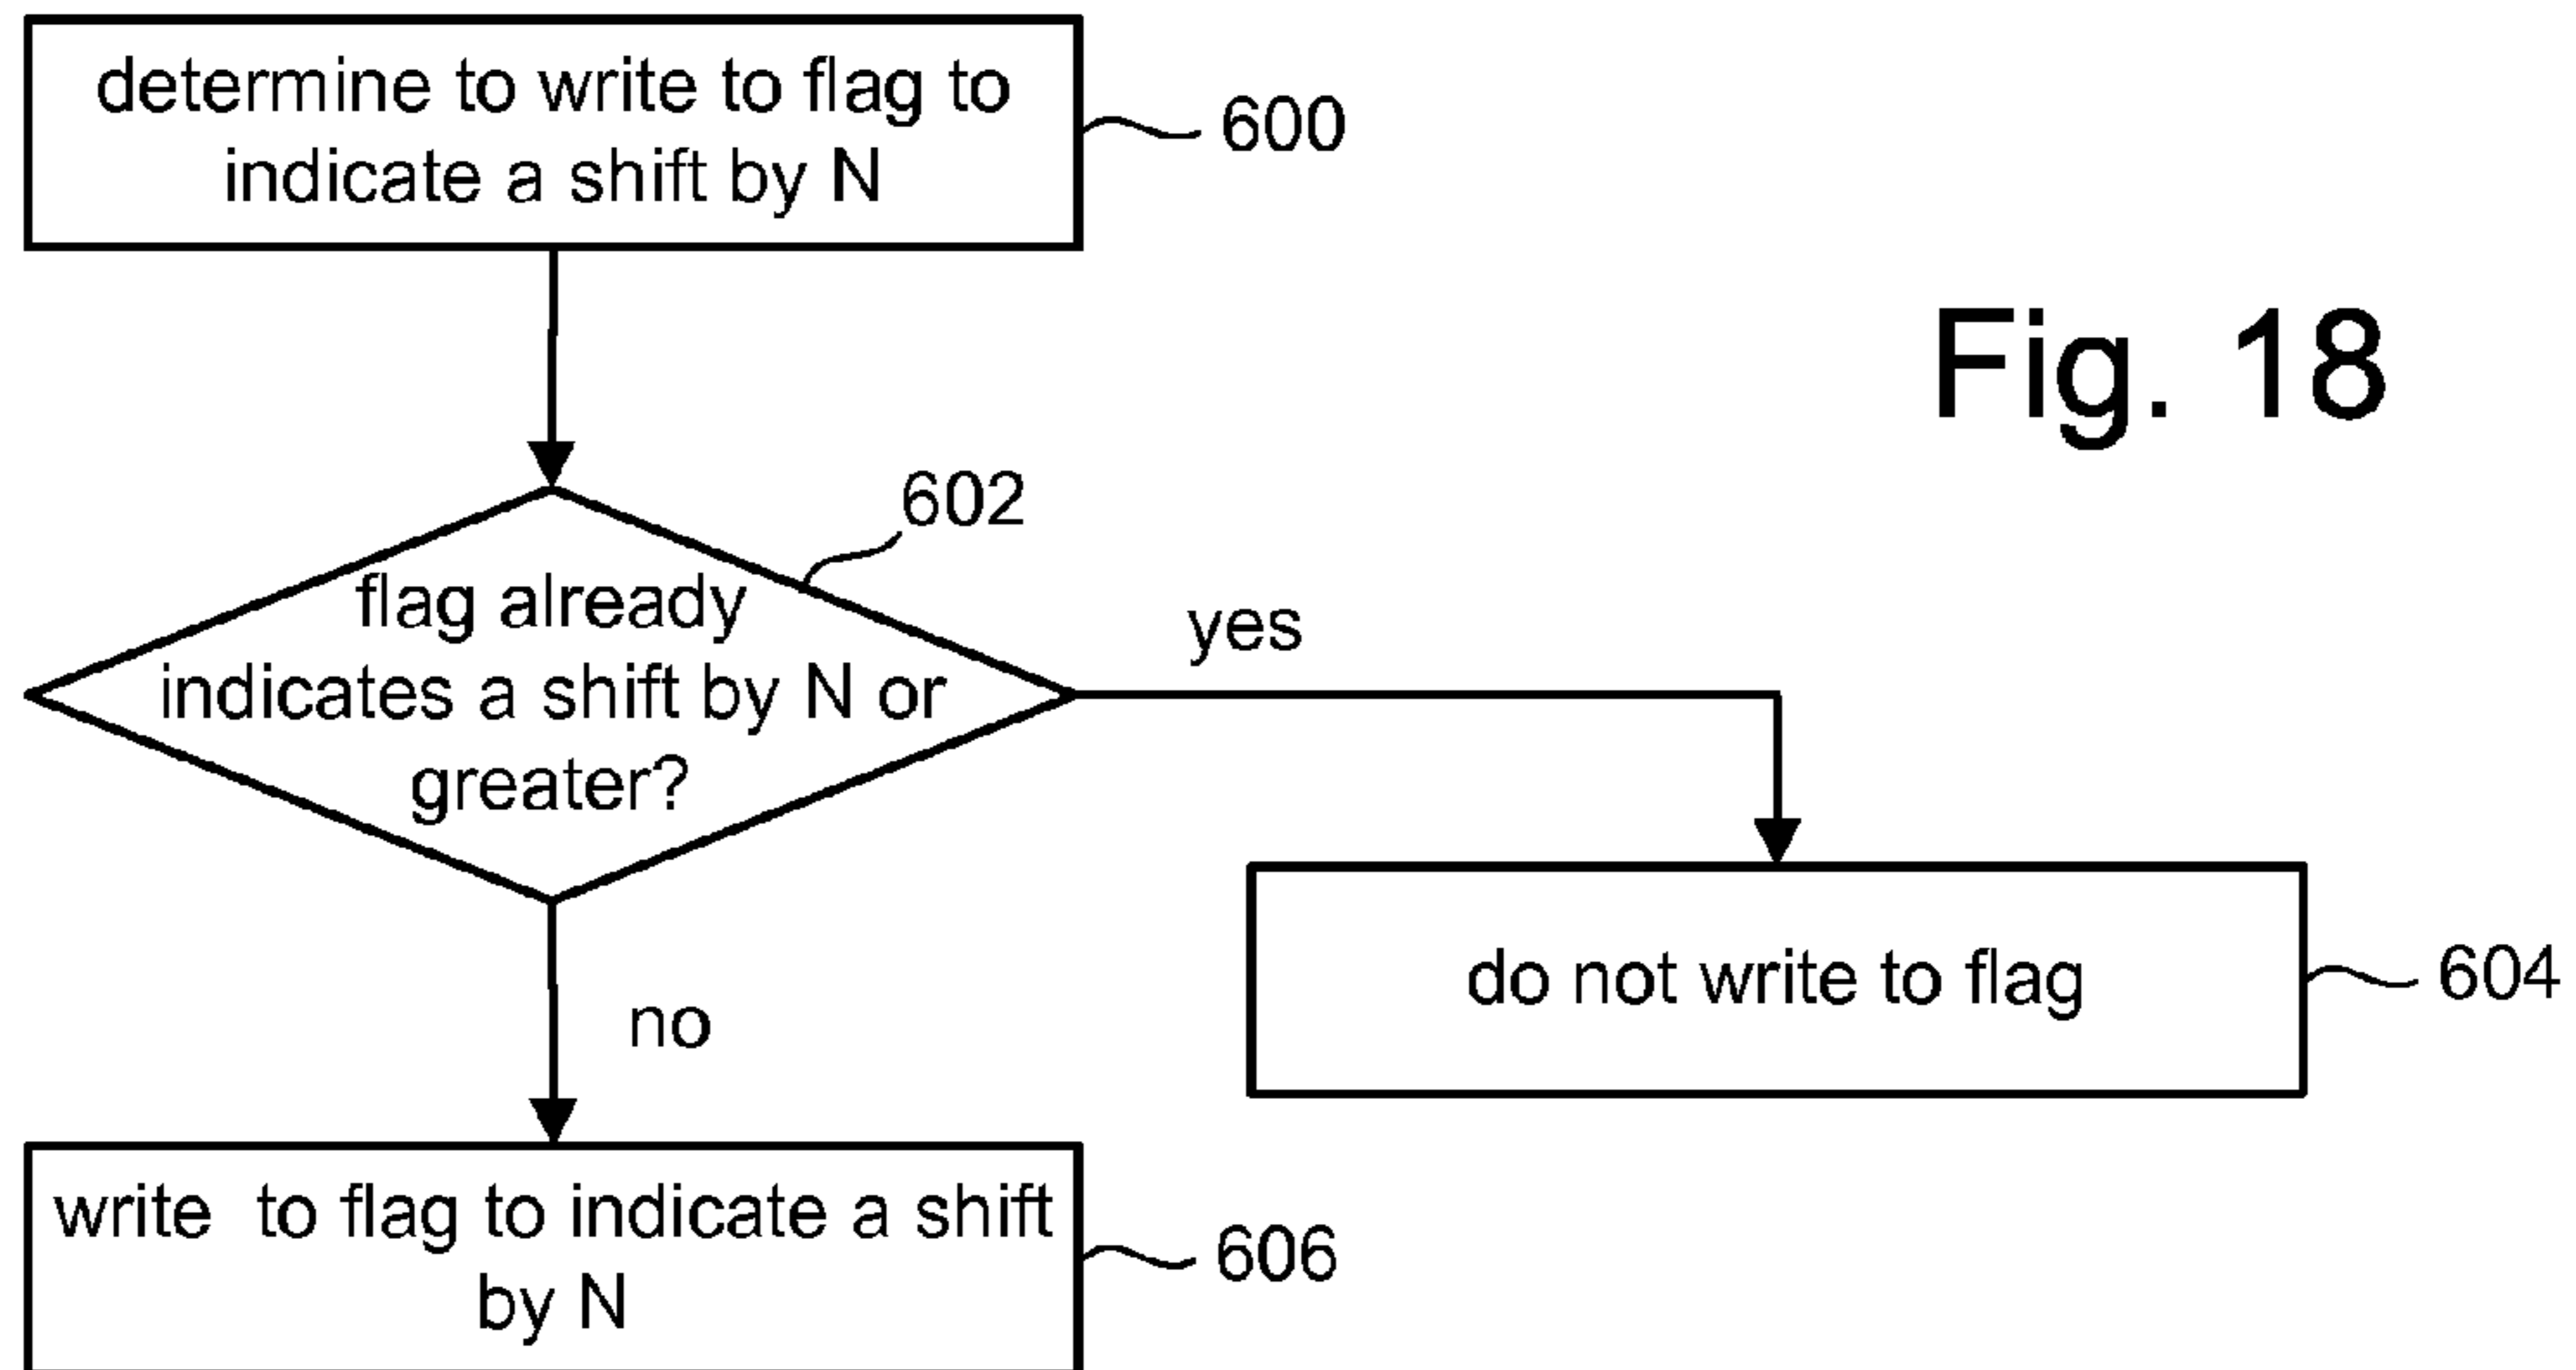 determine to write to flag to
indicate a shift by N
600
Fig. 18
602
flag already
indicates a shift by N or
greater?
yes
do not write to flag
604
no
write to flag to indicate a shift
by N
606